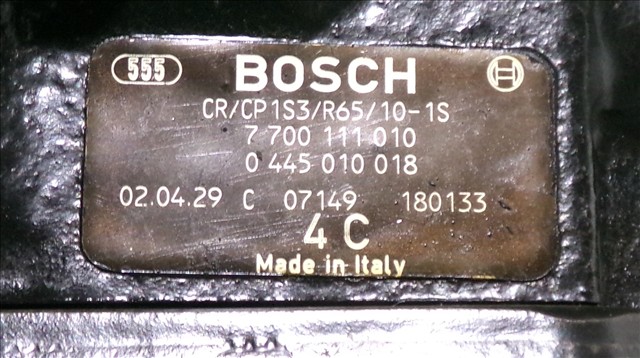 555 BOSCH
CR/CP1S3/R65/10-1S
7 700 111 010
0 445 010 018
02.04.29 C 07149 180133
4 C
Made in Italy